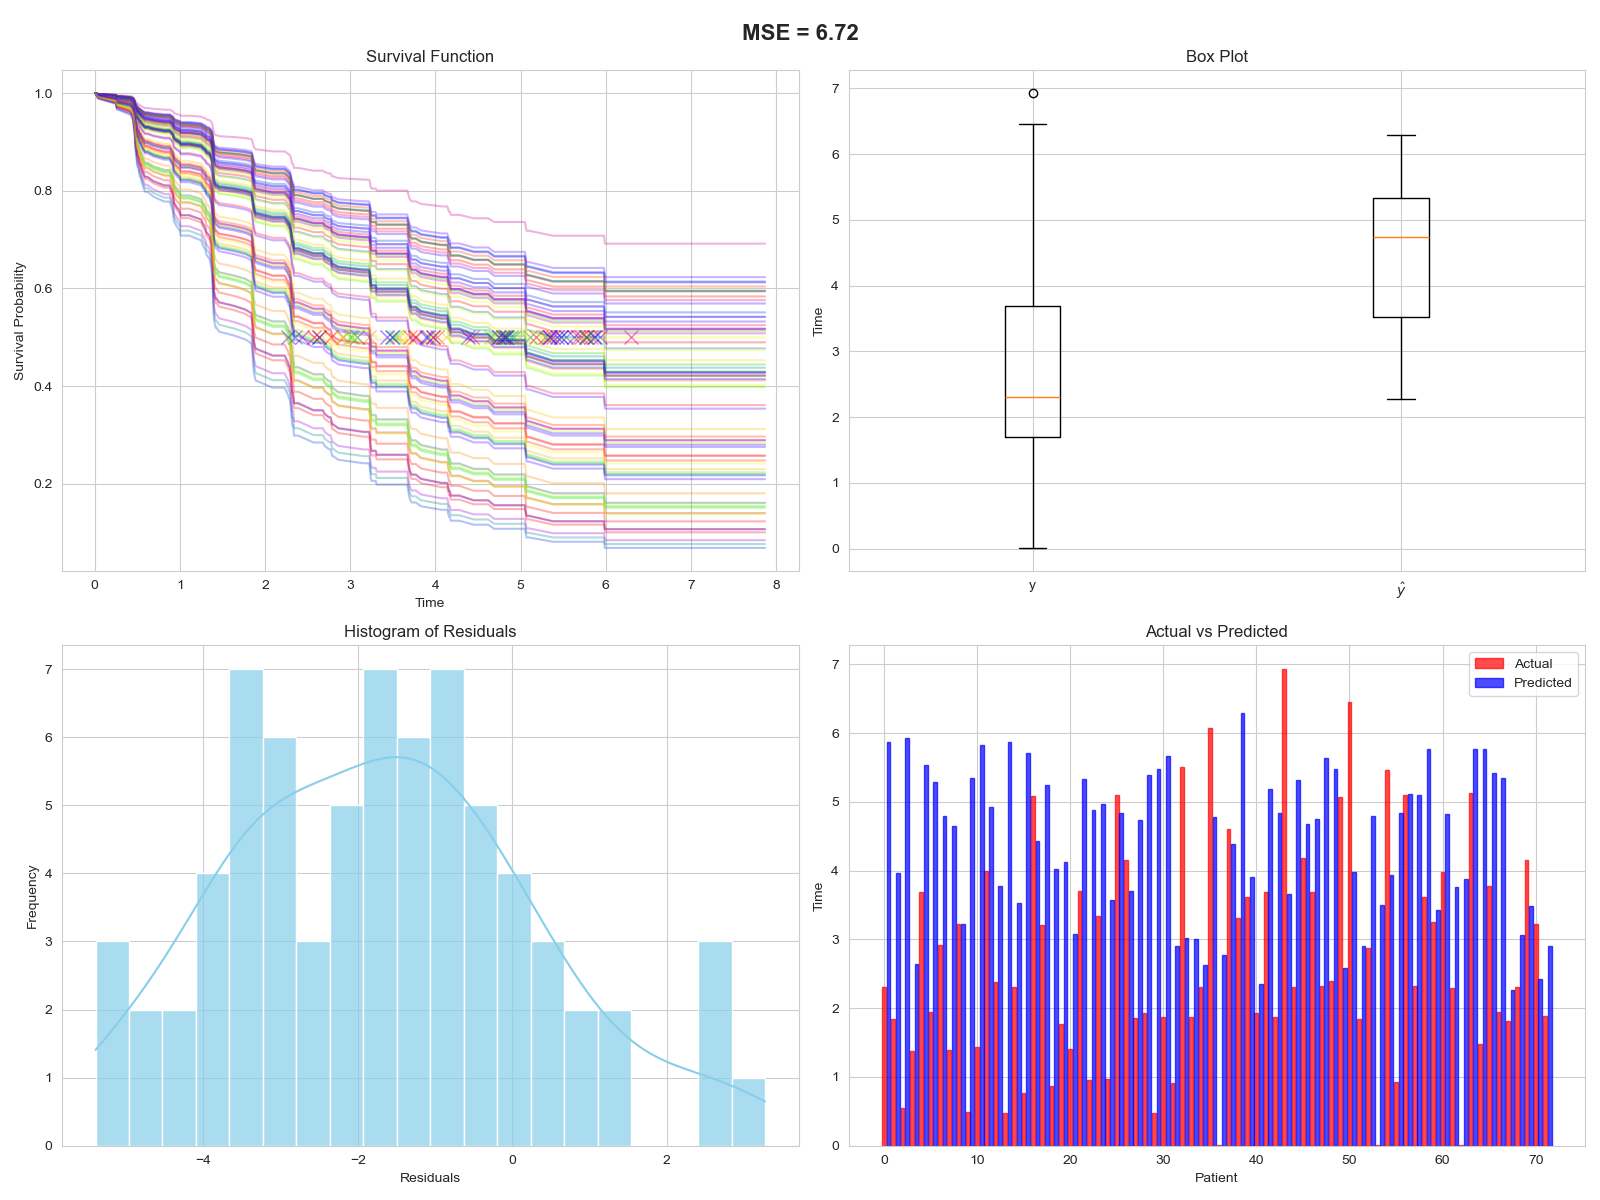 MSE = 6.72
Survival Function
Survival Probability
1.0
0.8
0.6
0.4
0.2
0 1 2 3 4 5 6 7 8
Time
Box Plot
Time
7
6
5
4
3
2
1
0
y ŷ
Histogram of Residuals
Frequency
7
6
5
4
3
2
1
0
−4 −2 0 2
Residuals
Actual vs Predicted
Actual
Predicted
Time
7
6
5
4
3
2
1
0
0 10 20 30 40 50 60 70
Patient